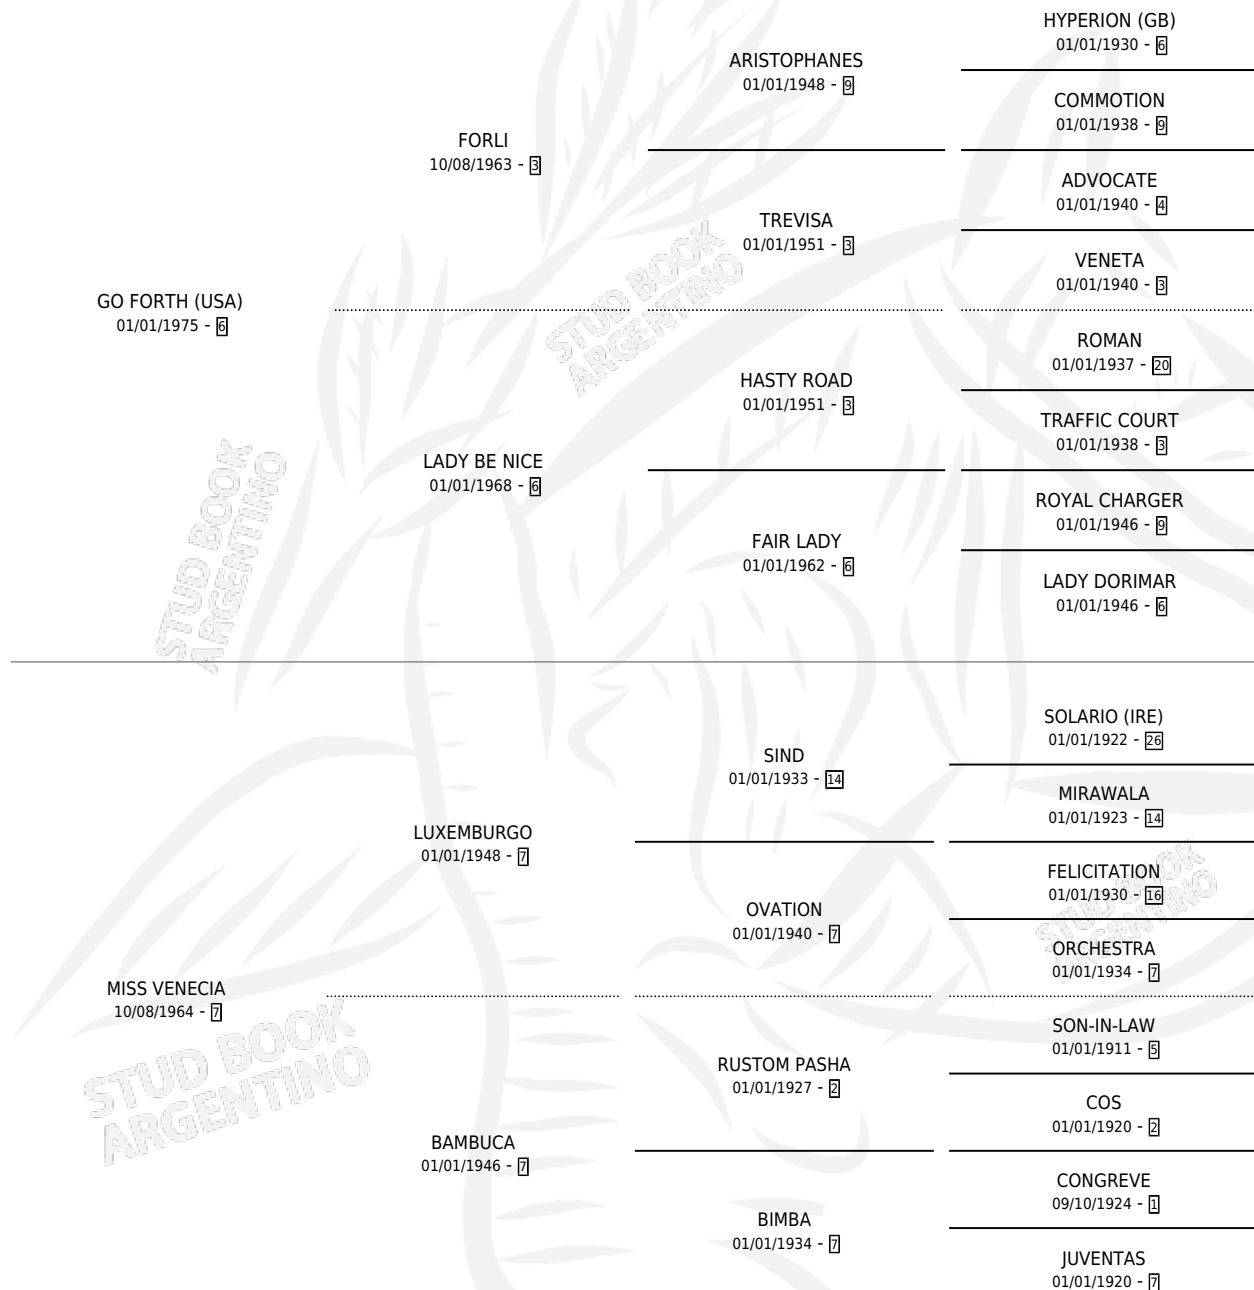 HYPERION (GB)
01/01/1930 - 6
ARISTOPHANES
01/01/1948 - 9
COMMOTION
01/01/1938 - 9
FORLI
10/08/1963 - 3
ADVOCATE
01/01/1940 - 4
TREVISA
01/01/1951 - 3
VENETA
01/01/1940 - 3
GO FORTH (USA)
01/01/1975 - 6
ROMAN
01/01/1937 - 20
HASTY ROAD
01/01/1951 - 3
TRAFFIC COURT
01/01/1938 - 3
LADY BE NICE
01/01/1968 - 6
ROYAL CHARGER
01/01/1946 - 9
FAIR LADY
01/01/1962 - 6
LADY DORIMAR
01/01/1946 - 6
SOLARIO (IRE)
01/01/1922 - 26
SIND
01/01/1933 - 14
MIRAWALA
01/01/1923 - 14
LUXEMBURGO
01/01/1948 - 7
FELICITATION
01/01/1930 - 16
OVATION
01/01/1940 - 7
ORCHESTRA
01/01/1934 - 7
MISS VENECIA
10/08/1964 - 7
SON-IN-LAW
01/01/1911 - 5
RUSTOM PASHA
01/01/1927 - 2
COS
01/01/1920 - 2
BAMBUCA
01/01/1946 - 7
CONGREVE
09/10/1924 - 1
BIMBA
01/01/1934 - 7
JUVENTAS
01/01/1920 - 7
STUD BOOK
ARGENTINO
STUD BOOK
ARGENTINO
STUD BOOK
ARGENTINO
STUD BOOK
ARGENTINO